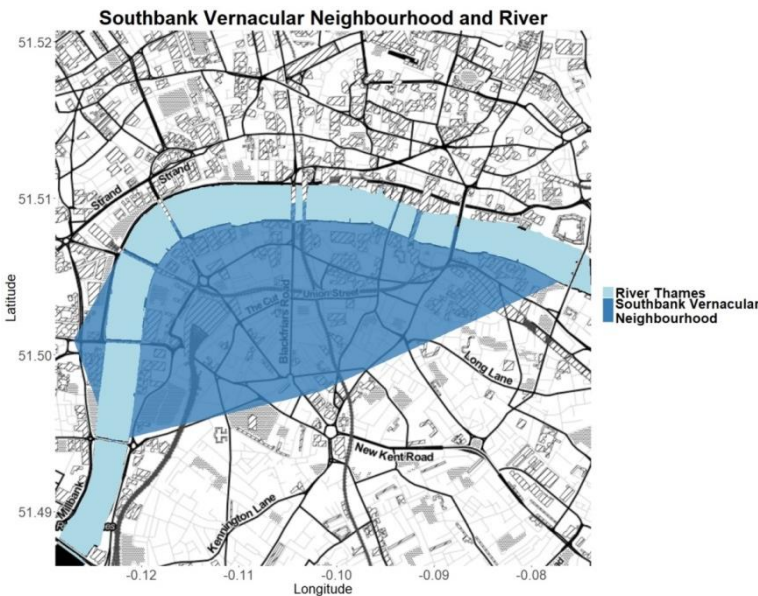 Southbank Vernacular Neighbourhood and River
51.52
51.51
51.50
51.49
Latitude
Strand
Strand
The Cut
Union Street
Blackfriars Road
Long Lane
New Kent Road
Kennington Lane
Millbank
-0.12
-0.11
-0.10
-0.09
-0.08
Longitude
River Thames
Southbank Vernacular
Neighbourhood